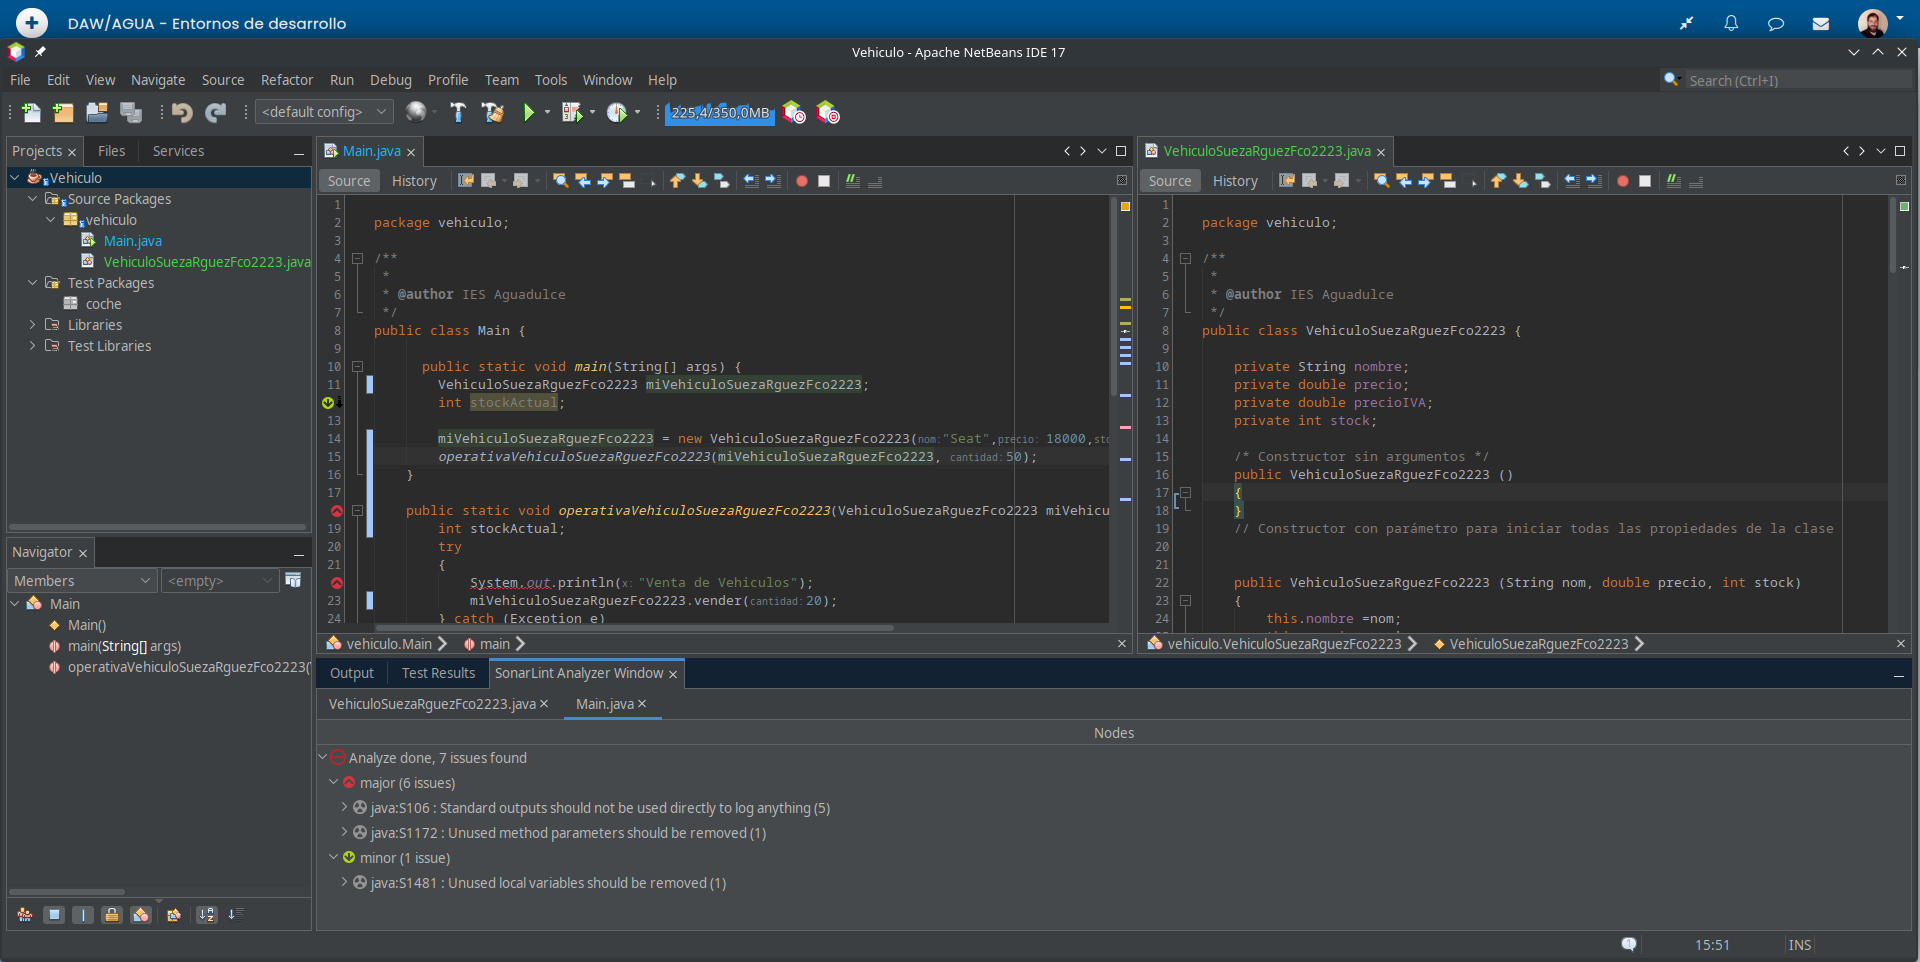 DAW/AGUA - Entornos de desarrollo
Vehiculo - Apache NetBeans IDE 17
File Edit View Navigate Source Refactor Run Debug Profile Team Tools Window Help
Search (Ctrl+I)
<default config>
225,4/350,0MB
Projects Files Services
Vehiculo
Source Packages
vehiculo
Main.java
VehiculoSuezaRguezFco2223.java
Test Packages
coche
Libraries
Test Libraries
Navigator
Members <empty>
Main
Main()
main(String[] args)
operativaVehiculoSuezaRguezFco2223(
Main.java
Source History
1
2 package vehiculo;
3
4 /**
5 *
6 * @author IES Aguadulce
7 */
8 public class Main {
9
10 public static void main(String[] args) {
11 VehiculoSuezaRguezFco2223 miVehiculoSuezaRguezFco2223;
int stockActual;
13
14 miVehiculoSuezaRguezFco2223 = new VehiculoSuezaRguezFco2223(nom:"Seat",precio: 18000,sto
15 operativaVehiculoSuezaRguezFco2223(miVehiculoSuezaRguezFco2223, cantidad: 50);
16 }
17
public static void operativaVehiculoSuezaRguezFco2223(VehiculoSuezaRguezFco2223 miVehicu
19 int stockActual;
20 try
21 {
System.out.println(x: "Venta de Vehiculos");
23 miVehiculoSuezaRguezFco2223.vender(cantidad: 20);
24 } catch (Exception e)
vehiculo.Main main
VehiculoSuezaRguezFco2223.java
Source History
1
2 package vehiculo;
3
4 /**
5 *
6 * @author IES Aguadulce
7 */
8 public class VehiculoSuezaRguezFco2223 {
9
10 private String nombre;
11 private double precio;
12 private double precioIVA;
13 private int stock;
14
15 /* Constructor sin argumentos */
16 public VehiculoSuezaRguezFco2223 ()
17 {
18 }
19 // Constructor con parámetro para iniciar todas las propiedades de la clase
20
21
22 public VehiculoSuezaRguezFco2223 (String nom, double precio, int stock)
23 {
24 this.nombre =nom;
vehiculo.VehiculoSuezaRguezFco2223 VehiculoSuezaRguezFco2223
Output Test Results SonarLint Analyzer Window
VehiculoSuezaRguezFco2223.java Main.java
Nodes
Analyze done, 7 issues found
major (6 issues)
java:S106 : Standard outputs should not be used directly to log anything (5)
java:S1172 : Unused method parameters should be removed (1)
minor (1 issue)
java:S1481 : Unused local variables should be removed (1)
15:51 INS